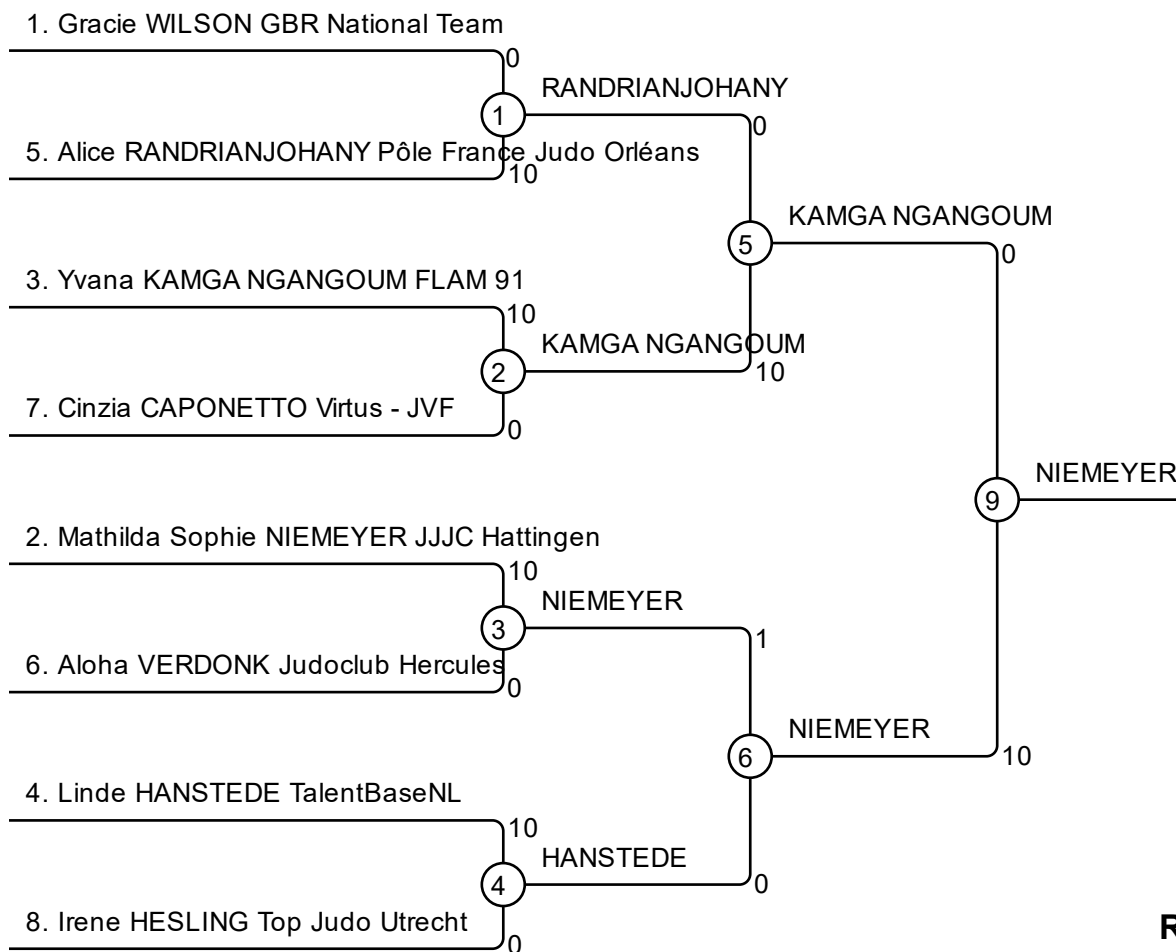 1. Gracie WILSON GBR National Team
0
RANDRIANJOHANY
1
0
5. Alice RANDRIANJOHANY Pôle France Judo Orléans
10
KAMGA NGANGOUM
5
0
3. Yvana KAMGA NGANGOUM FLAM 91
10
KAMGA NGANGOUM
2
10
7. Cinzia CAPONETTO Virtus - JVF
0
NIEMEYER
9
2. Mathilda Sophie NIEMEYER JJJC Hattingen
10
NIEMEYER
3
1
6. Aloha VERDONK Judoclub Hercules
0
NIEMEYER
6
10
4. Linde HANSTEDE TalentBaseNL
10
HANSTEDE
4
0
8. Irene HESLING Top Judo Utrecht
0
R